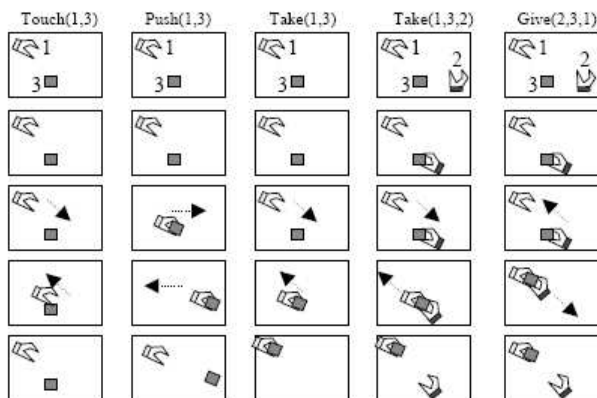 Touch(1,3) Push(1,3) Take(1,3) Take(1,3,2) Give(2,3,1)
1 1 1 1 2 1 2
3 3 3 3 3